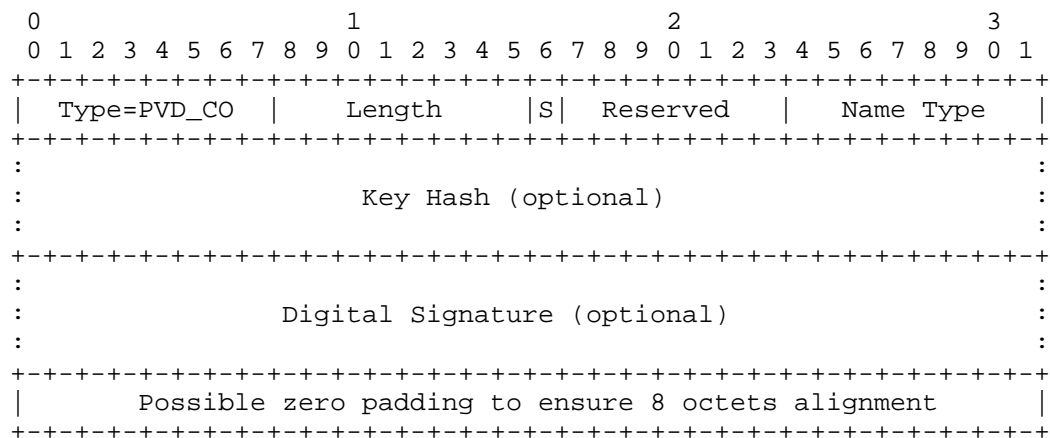 0                   1                   2                   3
 0 1 2 3 4 5 6 7 8 9 0 1 2 3 4 5 6 7 8 9 0 1 2 3 4 5 6 7 8 9 0 1
+-+-+-+-+-+-+-+-+-+-+-+-+-+-+-+-+-+-+-+-+-+-+-+-+-+-+-+-+-+-+-+-+
|  Type=PVD_CO  |    Length     |S|  Reserved   |   Name Type   |
+-+-+-+-+-+-+-+-+-+-+-+-+-+-+-+-+-+-+-+-+-+-+-+-+-+-+-+-+-+-+-+-+
:                                                               :
:                     Key Hash (optional)                       :
:                                                               :
+-+-+-+-+-+-+-+-+-+-+-+-+-+-+-+-+-+-+-+-+-+-+-+-+-+-+-+-+-+-+-+-+
:                                                               :
:                Digital Signature (optional)                   :
:                                                               :
+-+-+-+-+-+-+-+-+-+-+-+-+-+-+-+-+-+-+-+-+-+-+-+-+-+-+-+-+-+-+-+-+
|       Possible zero padding to ensure 8 octets alignment      |
+-+-+-+-+-+-+-+-+-+-+-+-+-+-+-+-+-+-+-+-+-+-+-+-+-+-+-+-+-+-+-+-+